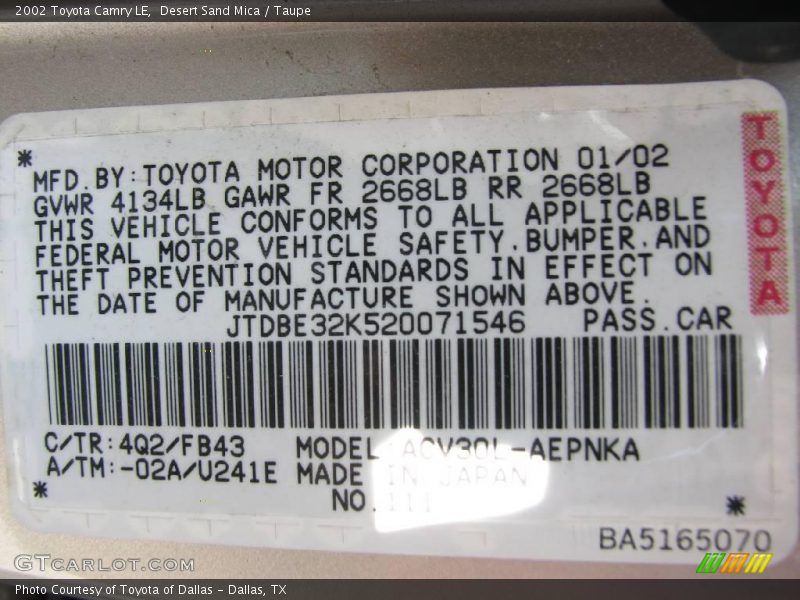 2002 Toyota Camry LE, Desert Sand Mica / Taupe
MFD.BY:TOYOTA MOTOR CORPORATION 01/02
GVWR 4134LB GAWR FR 2668LB RR 2668LB
THIS VEHICLE CONFORMS TO ALL APPLICABLE
FEDERAL MOTOR VEHICLE SAFETY.BUMPER.AND
THEFT PREVENTION STANDARDS IN EFFECT ON
THE DATE OF MANUFACTURE SHOWN ABOVE.
JTDBE32K520071546 PASS.CAR
TOYOTA
C/TR:4Q2/FB43 MODEL:ACV30L-AEPNKA
A/TM:-02A/U241E MADE IN JAPAN
NO.111
BA5165070
GTCarLot.com
Photo Courtesy of Toyota of Dallas - Dallas, TX